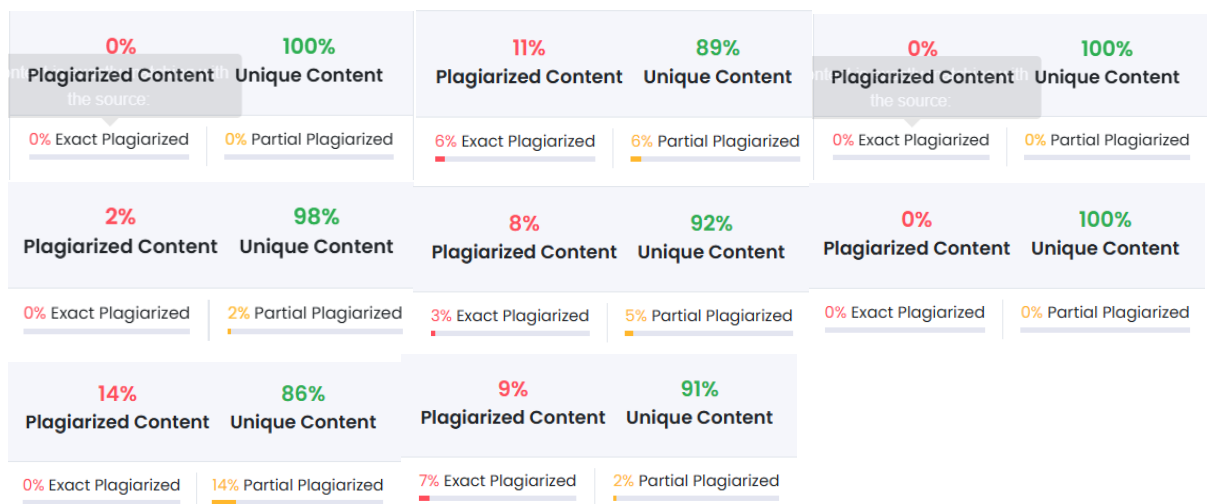 0% 100%
Plagiarized Content Unique Content
the source:
0% Exact Plagiarized 0% Partial Plagiarized
11% 89%
Plagiarized Content Unique Content
6% Exact Plagiarized 6% Partial Plagiarized
0% 100%
Plagiarized Content Unique Content
the source:
0% Exact Plagiarized 0% Partial Plagiarized
2% 98%
Plagiarized Content Unique Content
0% Exact Plagiarized 2% Partial Plagiarized
8% 92%
Plagiarized Content Unique Content
3% Exact Plagiarized 5% Partial Plagiarized
0% 100%
Plagiarized Content Unique Content
0% Exact Plagiarized 0% Partial Plagiarized
14% 86%
Plagiarized Content Unique Content
0% Exact Plagiarized 14% Partial Plagiarized
9% 91%
Plagiarized Content Unique Content
7% Exact Plagiarized 2% Partial Plagiarized